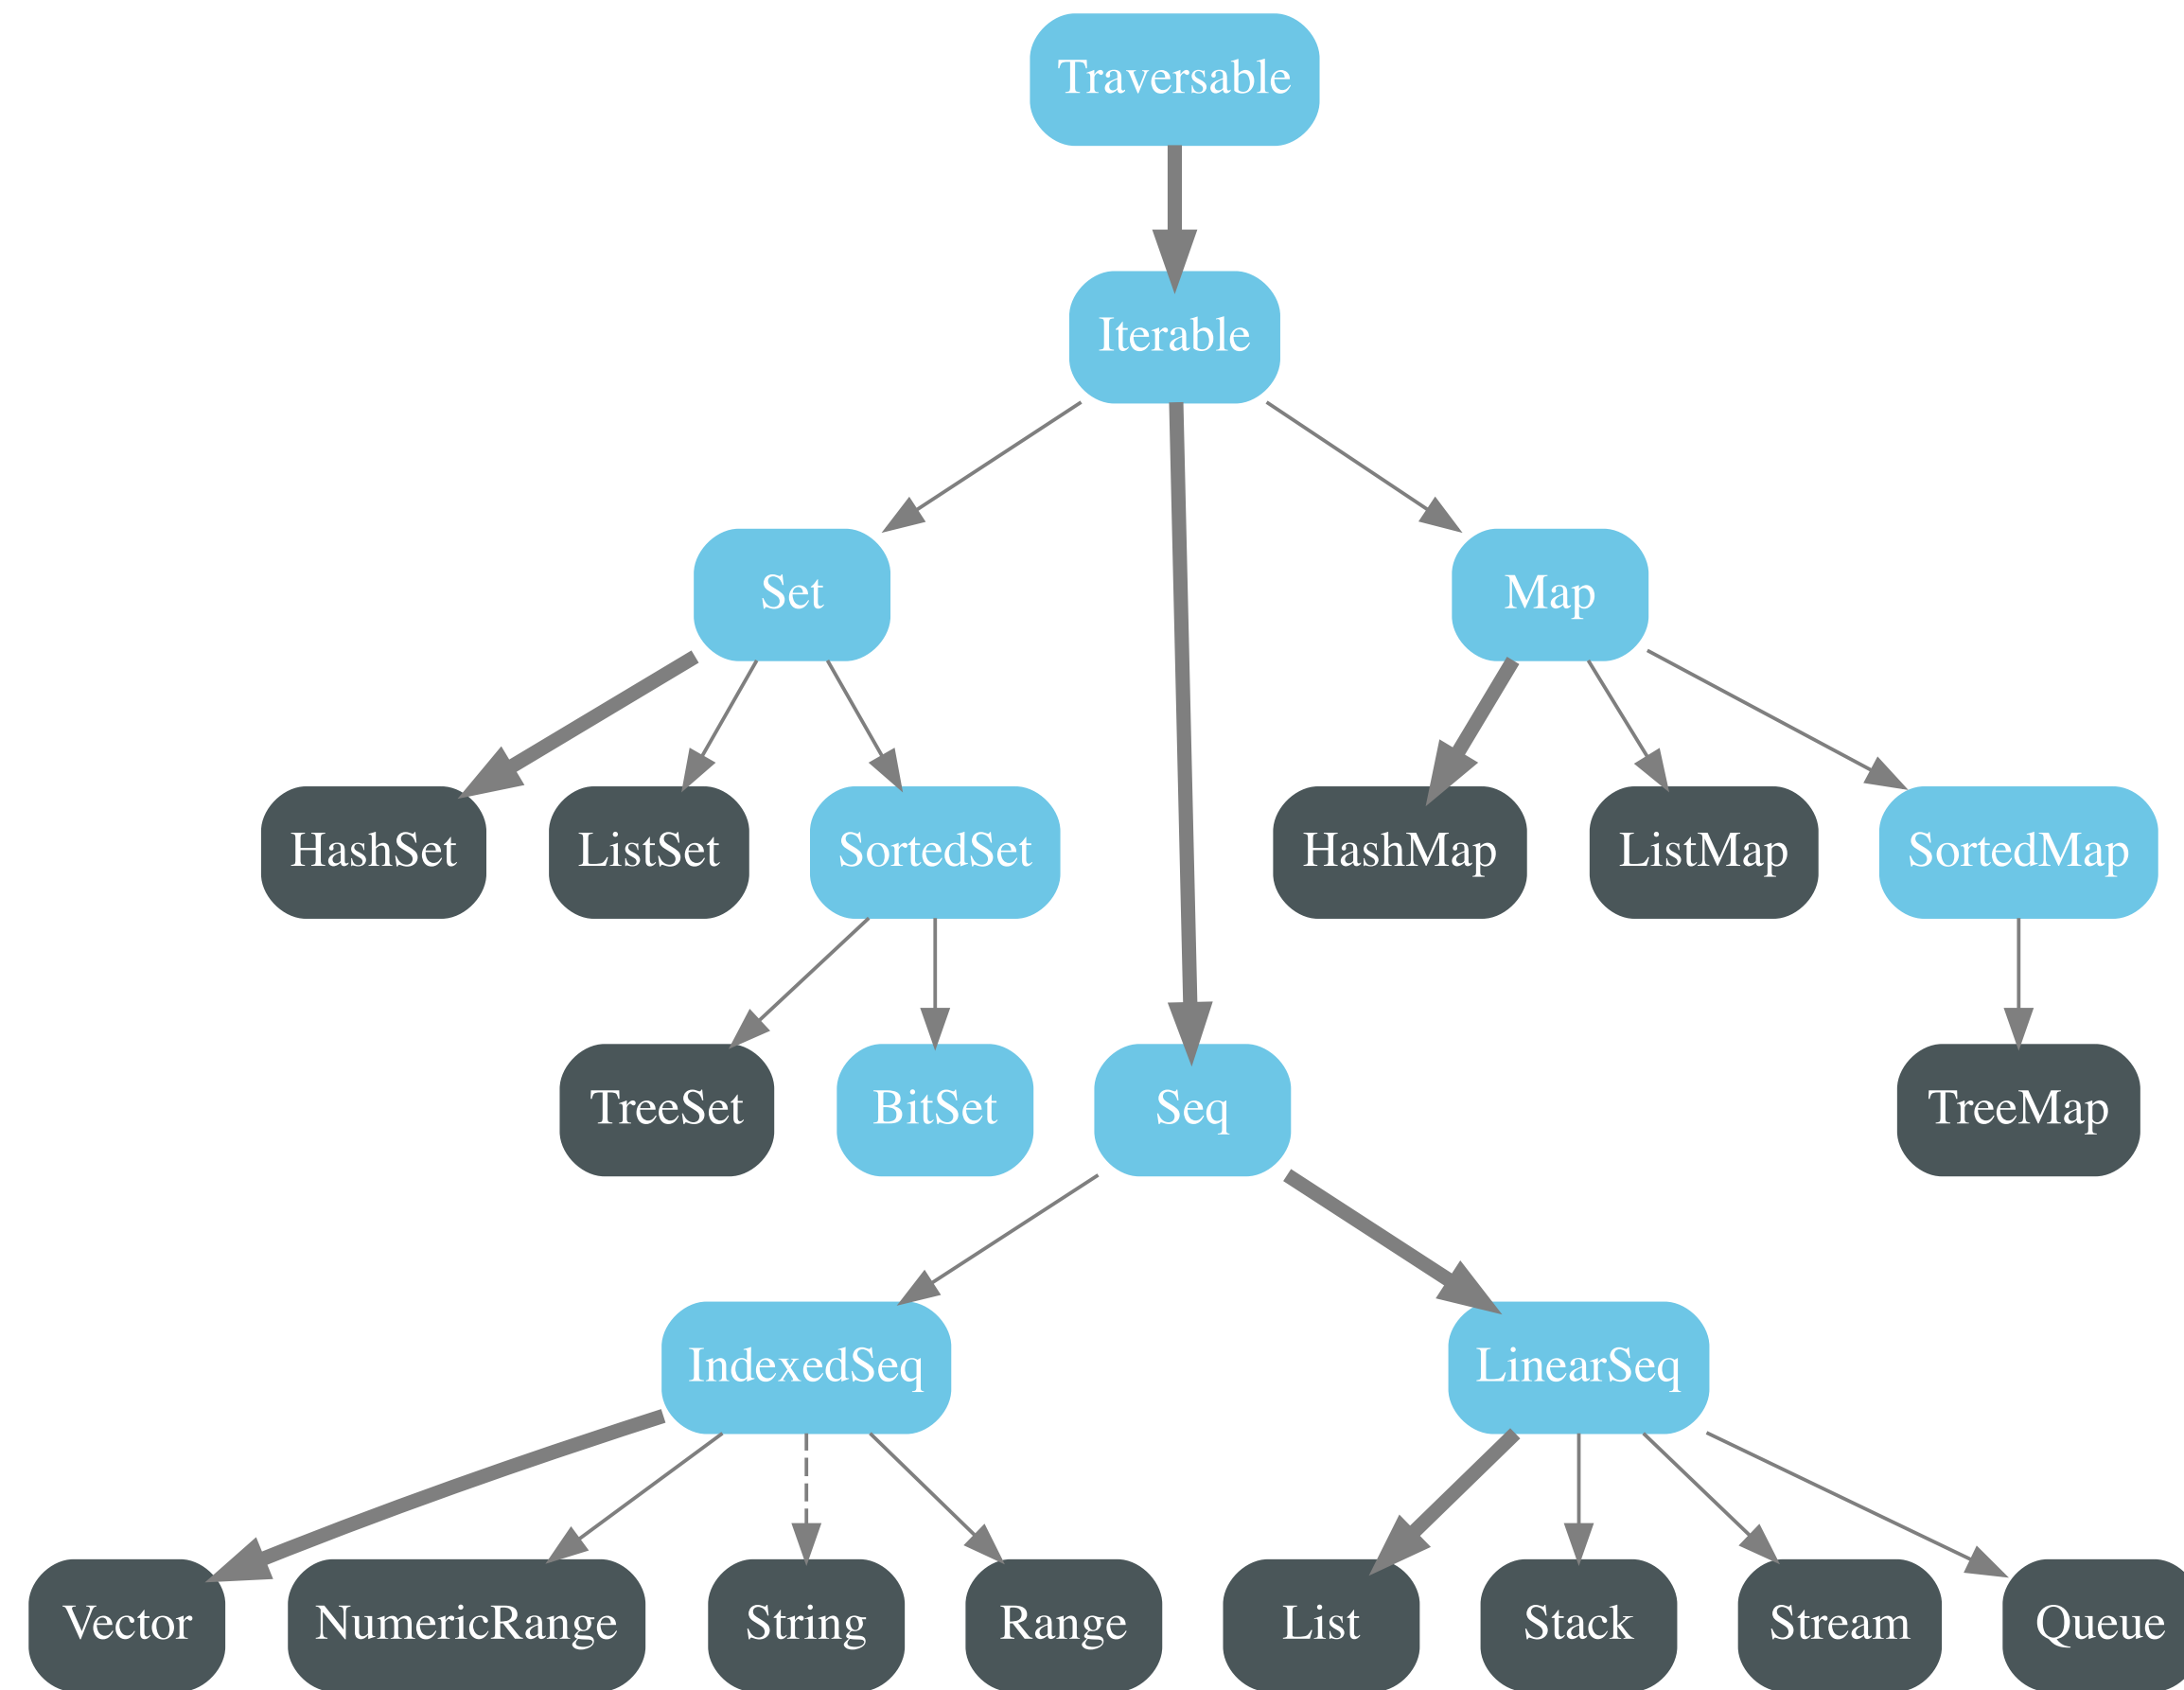 Traversable
Iterable
Set
Map
HashSet
ListSet
SortedSet
HashMap
ListMap
SortedMap
TreeSet
BitSet
Seq
TreeMap
IndexedSeq
LinarSeq
Vector
NumericRange
String
Range
List
Stack
Stream
Queue